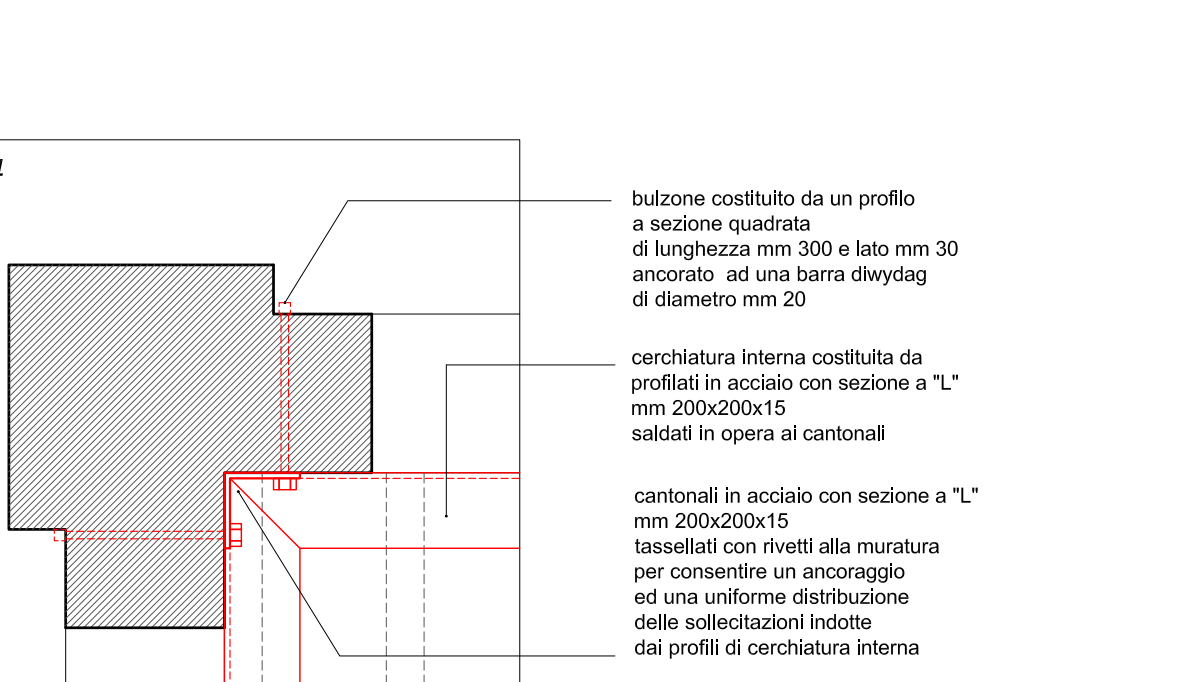 bulzone costituito da un profilo
a sezione quadrata
di lunghezza mm 300 e lato mm 30
ancorato ad una barra diwydag
di diametro mm 20
cerchiatura interna costituita da
profilati in acciaio con sezione a "L"
mm 200x200x15
saldati in opera ai cantonali
cantonali in acciaio con sezione a "L"
mm 200x200x15
tassellati con rivetti alla muratura
per consentire un ancoraggio
ed una uniforme distribuzione
delle sollecitazioni indotte
dai profili di cerchiatura interna